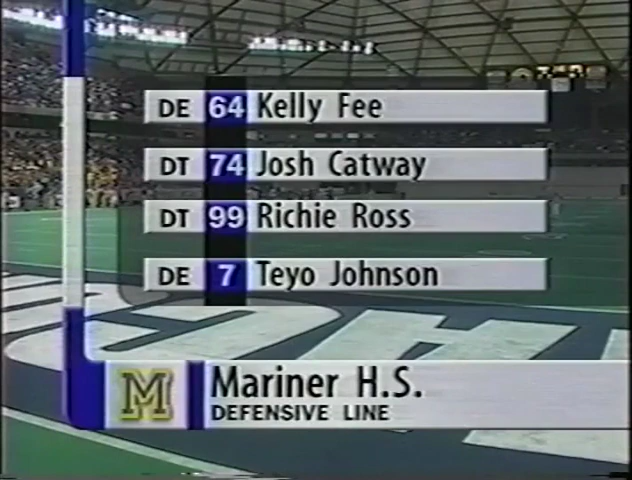 DE 64 Kelly Fee
DT 74 Josh Catway
DT 99 Richie Ross
DE 7 Teyo Johnson
M Mariner H.S.
DEFENSIVE LINE